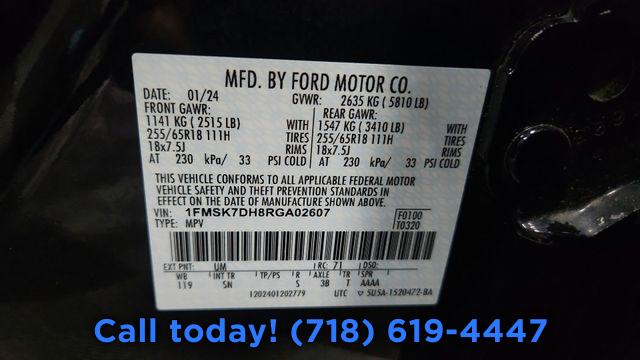 MFD. BY FORD MOTOR CO.
DATE: 01/24 GVWR: 2635 KG (5810 LB)
FRONT GAWR: REAR GAWR:
1141 KG (2515 LB) WITH 1547 KG (3410 LB) WITH
255/65R18 111H TIRES 255/65R18 111H TIRES
18x7.5J RIMS 18x7.5J RIMS
AT 230 kPa/ 33 PSI COLD AT 230 kPa/ 33 PSI COLD
THIS VEHICLE CONFORMS TO ALL APPLICABLE FEDERAL MOTOR
VEHICLE SAFETY AND THEFT PREVENTION STANDARDS IN
EFFECT ON THE DATE OF MANUFACTURE SHOWN ABOVE.
VIN: 1FMSK7DH8RGA02607 F0100
TYPE: MPV T0320
EXT PNT: UM RC: 71 DSO:
WB INT TR TP/PS R AXLE TR SPR
119 SN S 3B T AAAA
1202401202779 UTC 5U5A-1520472-BA
Call today! (718) 619-4447